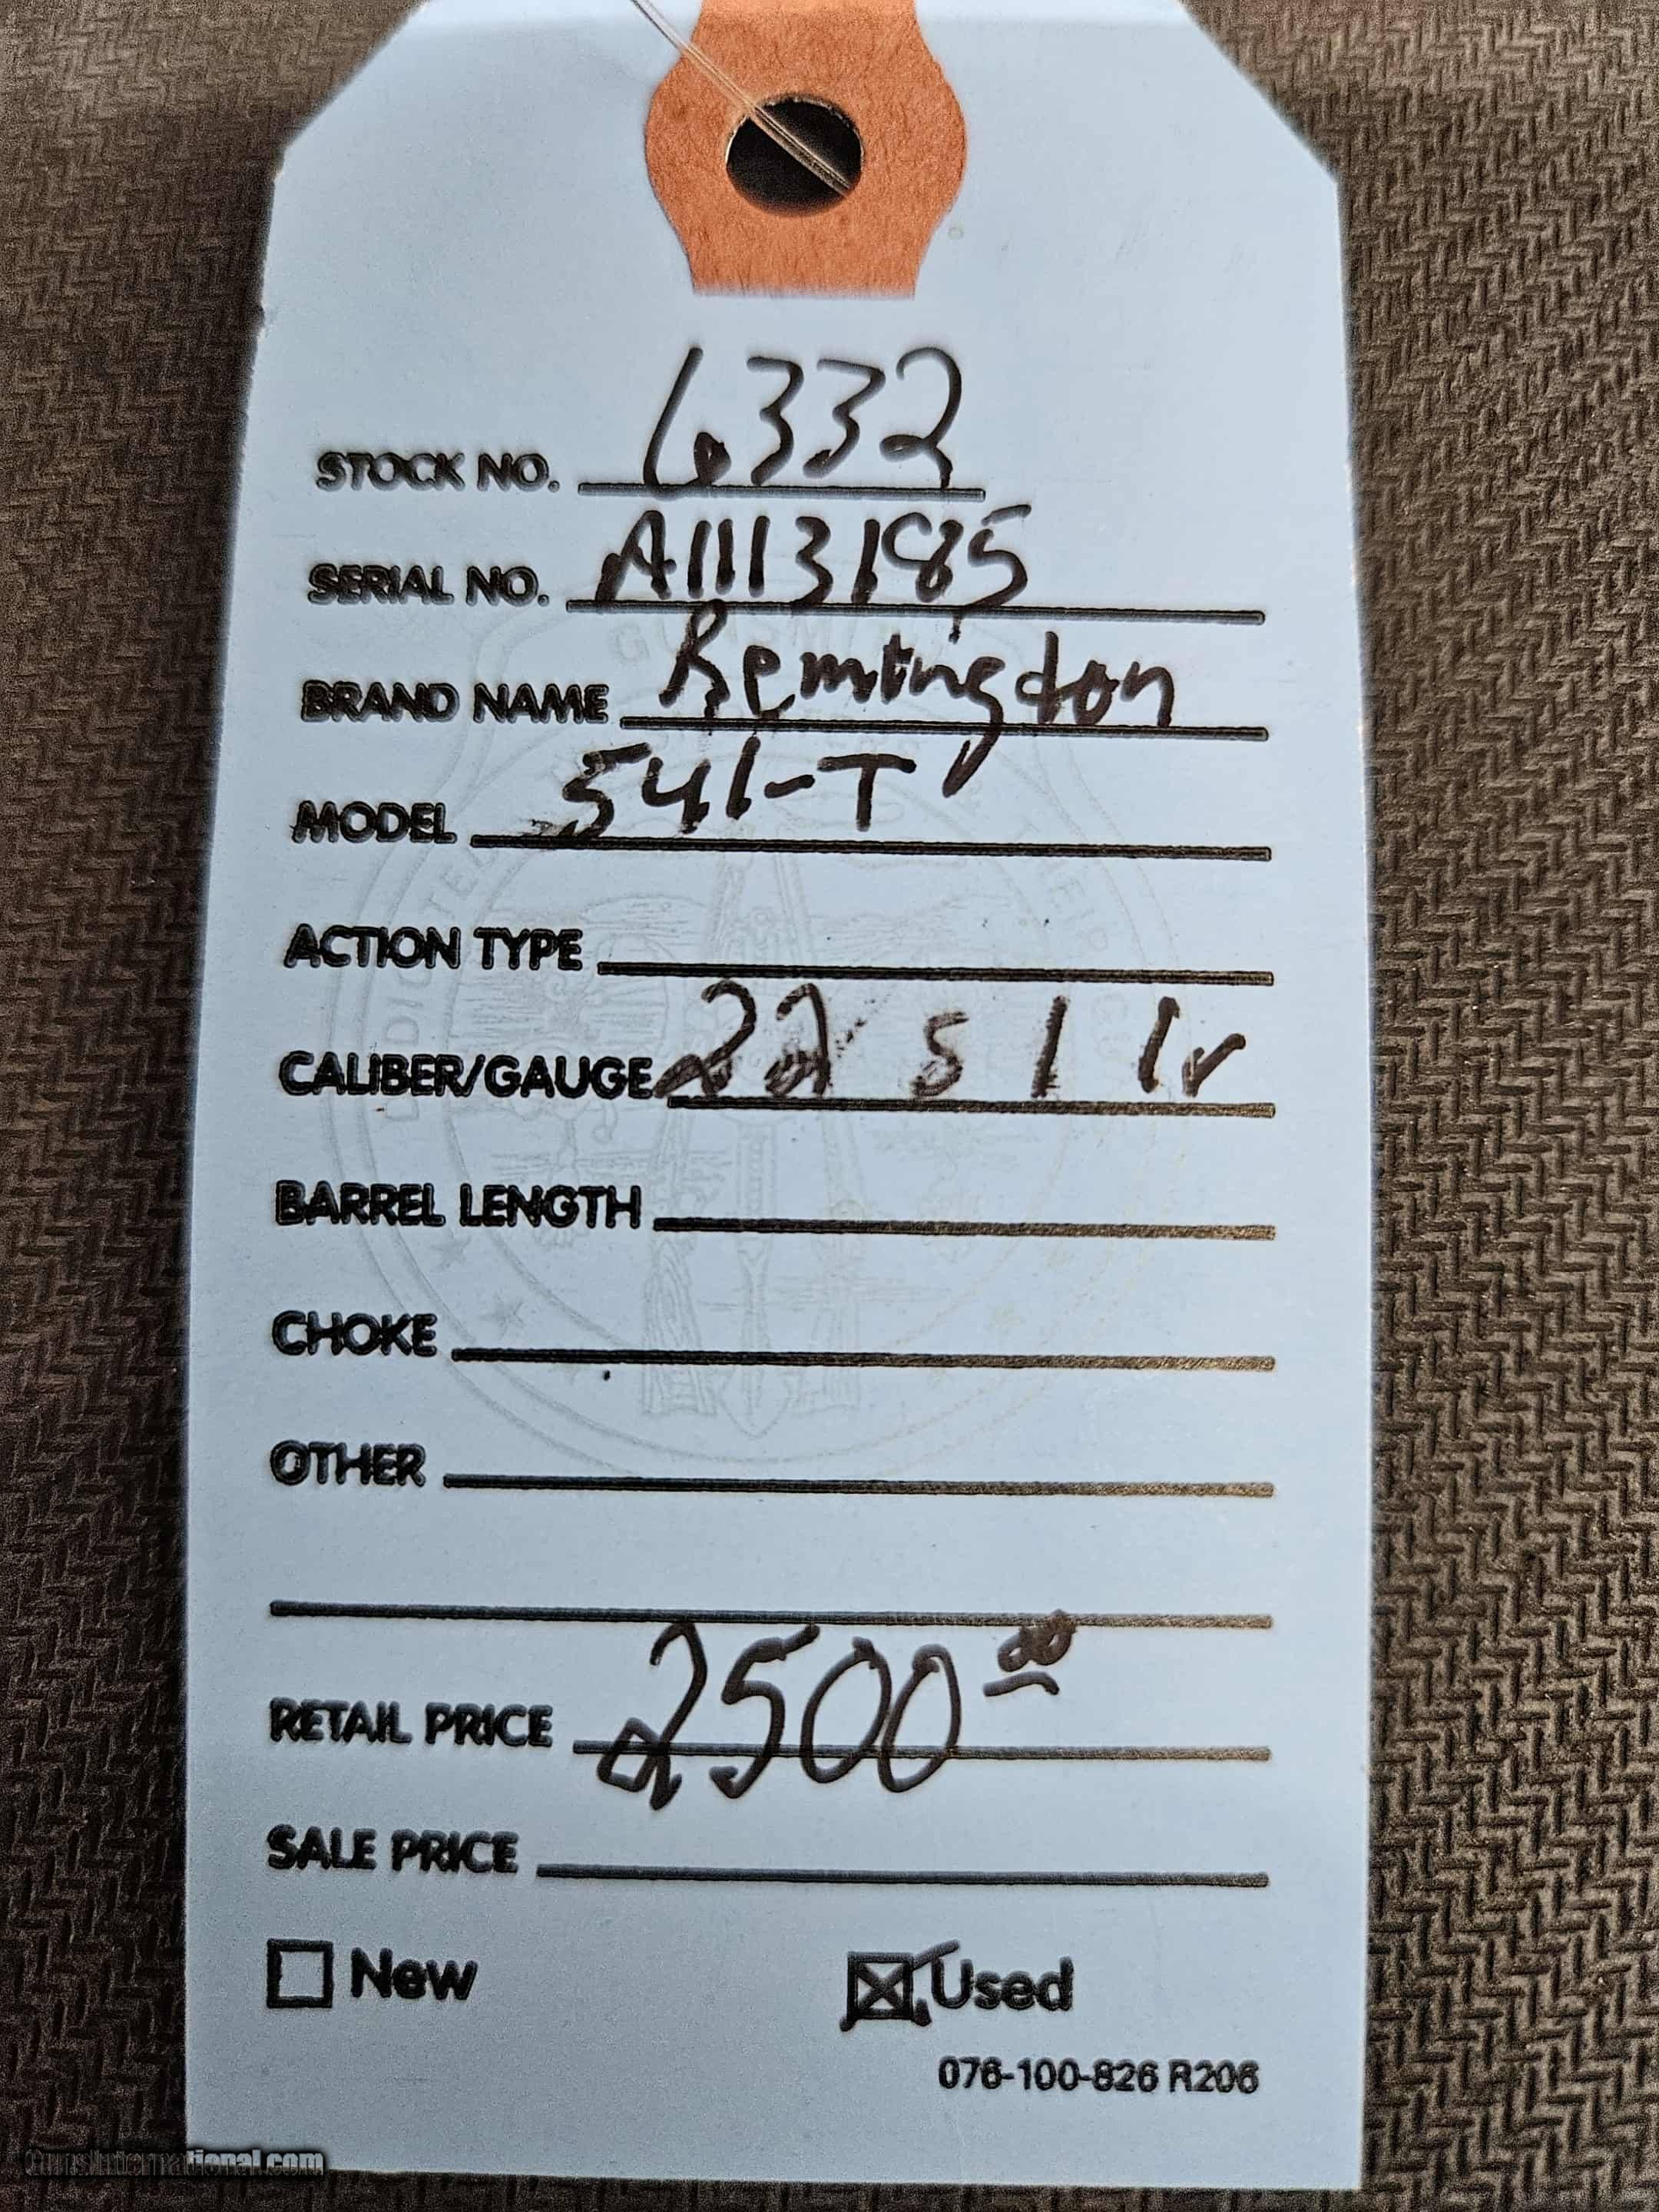 STOCK NO. 6332
SERIAL NO. A1113185
BRAND NAME Remington
MODEL 541-T
ACTION TYPE
CALIBER/GAUGE 22 s l lr
BARREL LENGTH
CHOKE
OTHER
RETAIL PRICE 2500 00
SALE PRICE
New Used
076-100-826 R206
GunsInternational.com